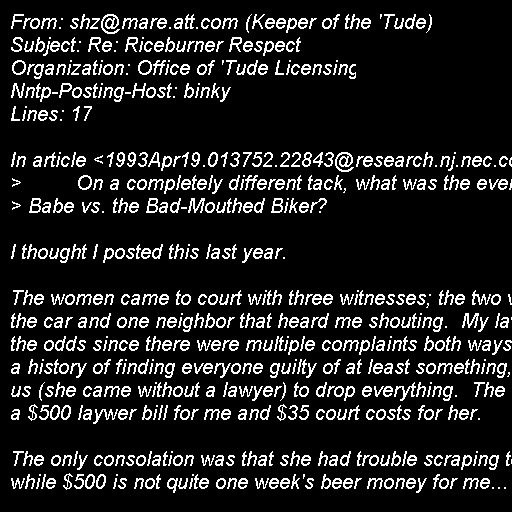 From: shz@mare.att.com (Keeper of the 'Tude)
Subject: Re: Riceburner Respect
Organization: Office of 'Tude Licensing
Nntp-Posting-Host: binky
Lines: 17

In article <1993Apr19.013752.22843@research.nj.nec.co
> On a completely different tack, what was the ever
> Babe vs. the Bad-Mouthed Biker?

I thought I posted this last year.

The women came to court with three witnesses; the two
the car and one neighbor that heard me shouting. My
the odds since there were multiple complaints both ways
a history of finding everyone guilty of at least something,
us (she came without a lawyer) to drop everything. The
a $500 laywer bill for me and $35 court costs for her.

The only consolation was that she had trouble scraping
while $500 is not quite one week's beer money for me...